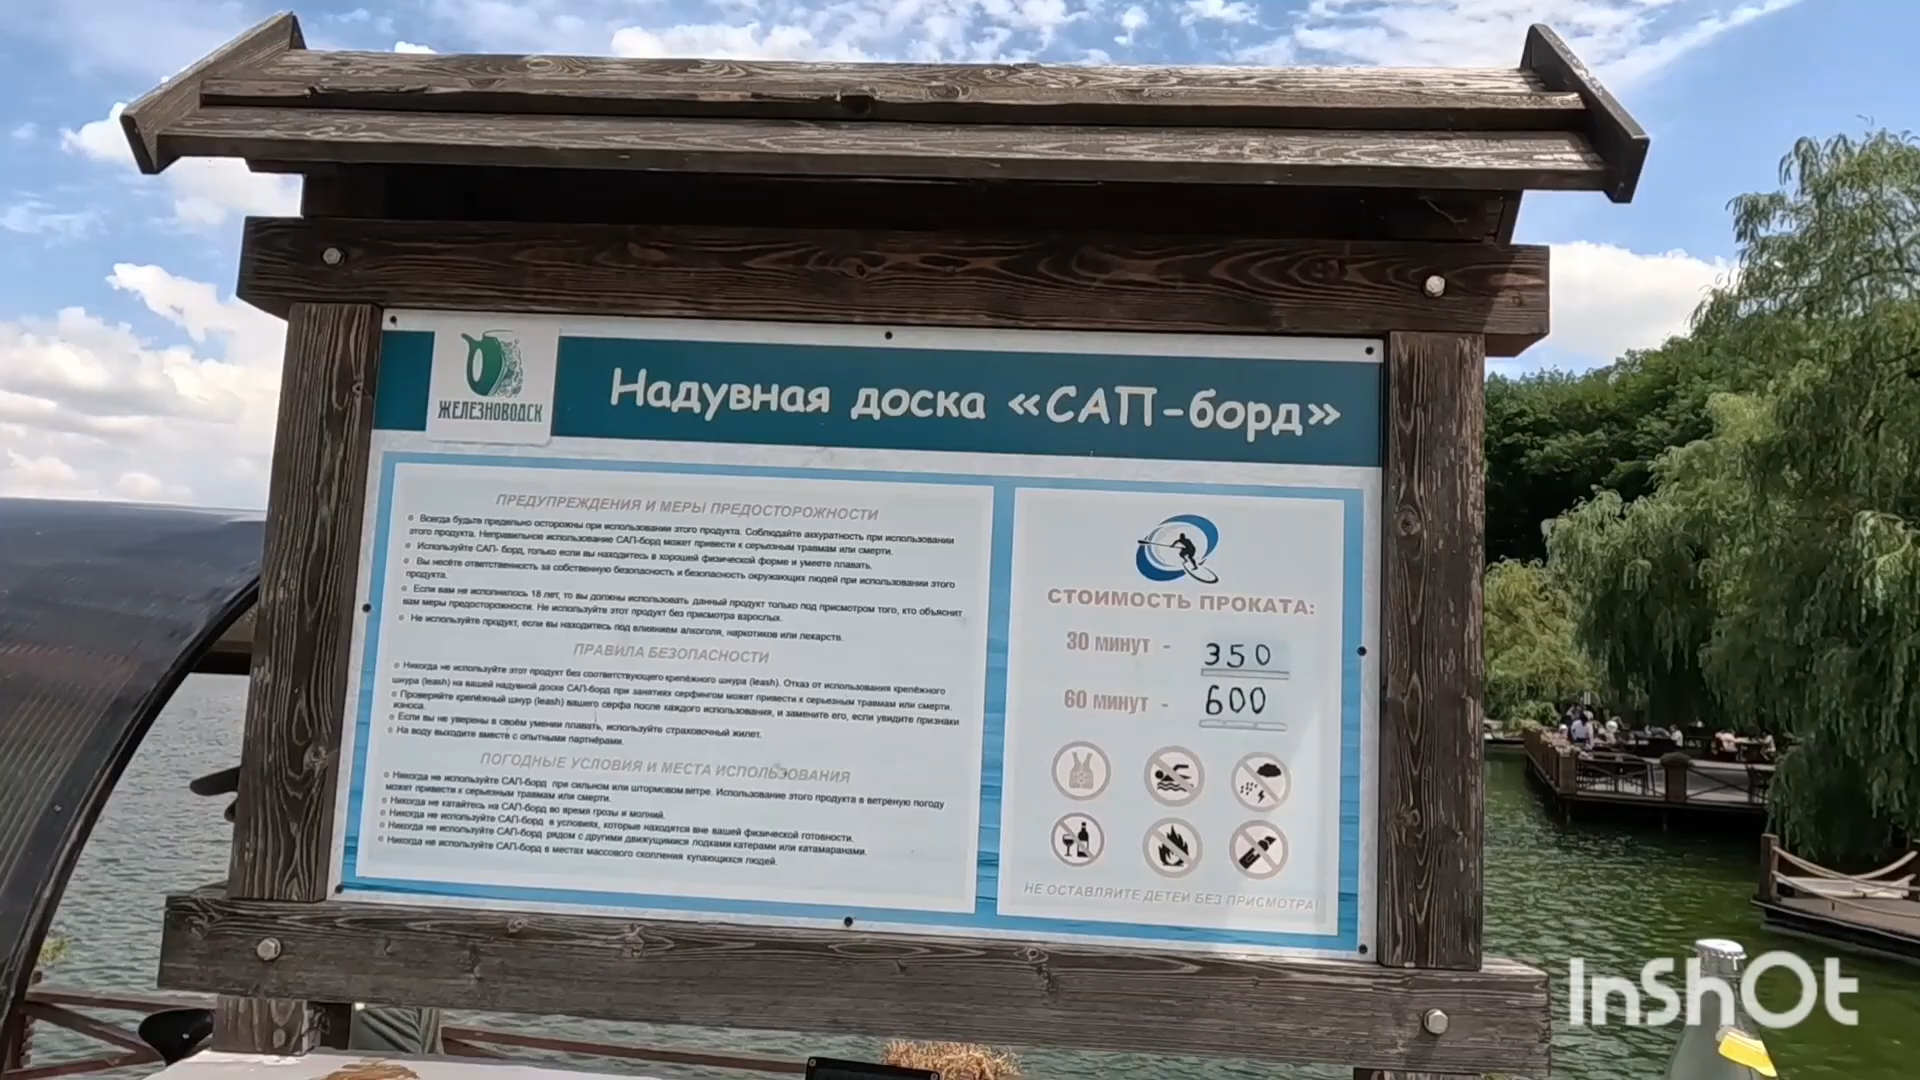 ЖЕЛЕЗНОВОДСК
Надувная доска «САП-борд»
ПРЕДУПРЕЖДЕНИЯ И МЕРЫ ПРЕДОСТОРОЖНОСТИ
Всегда будьте предельно осторожны при использовании этого продукта. Соблюдайте аккуратность при использовании
этого продукта. Неправильное использование САП-борд может привести к серьезным травмам или смерти.
Используйте САП- борд, только если вы находитесь в хорошей физической форме и умеете плавать.
Вы несёте ответственность за собственную безопасность и безопасность окружающих людей при использовании этого
продукта.
Если вам не исполнилось 18 лет, то вы должны использовать данный продукт только под присмотром того, кто объяснит
вам меры предосторожности. Не используйте этот продукт без присмотра взрослых.
Не используйте продукт, если вы находитесь под влиянием алкоголя, наркотиков или лекарств.
ПРАВИЛА БЕЗОПАСНОСТИ
Никогда не используйте этот продукт без соответствующего крепёжного шнура (leash). Отказ от использования крепёжного
шнура (leash) на вашей надувной доске САП-борд при занятиях серфингом может привести к серьезным травмам или смерти.
Проверяйте крепёжный шнур (leash) вашего серфа после каждого использования, и замените его, если увидите признаки
износа.
Если вы не уверены в своём умении плавать, используйте страховочный жилет.
На воду выходите вместе с опытными партнёрами.
ПОГОДНЫЕ УСЛОВИЯ И МЕСТА ИСПОЛЬЗОВАНИЯ
Никогда не используйте САП-борд при сильном или штормовом ветре. Использование этого продукта в ветреную погоду
может привести к серьезным травмам или смерти.
Никогда не катайтесь на САП-борд во время грозы и молний.
Никогда не используйте САП-борд в условиях, которые находятся вне вашей физической готовности.
Никогда не используйте САП-борд рядом с другими движущимися лодками катерами или катамаранами.
Никогда не используйте САП-борд в местах массового скопления купающихся людей.
СТОИМОСТЬ ПРОКАТА:
30 минут - 350
60 минут - 600
НЕ ОСТАВЛЯЙТЕ ДЕТЕЙ БЕЗ ПРИСМОТРА!
InShOt